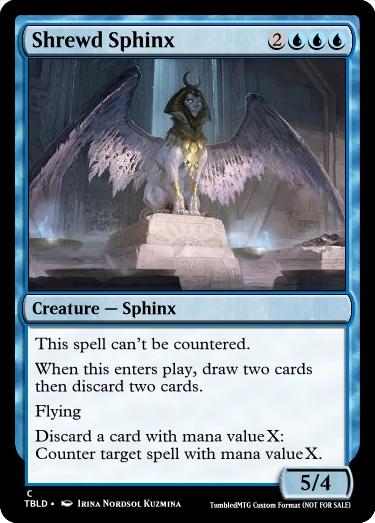 Shrewd Sphinx 2
Creature — Sphinx
This spell can't be countered.
When this enters play, draw two cards
then discard two cards.
Flying
Discard a card with mana value X:
Counter target spell with mana value X.
5/4
C
TBLD • Irina Nordsol Kuzmina
TumbledMTG Custom Format (NOT FOR SALE)